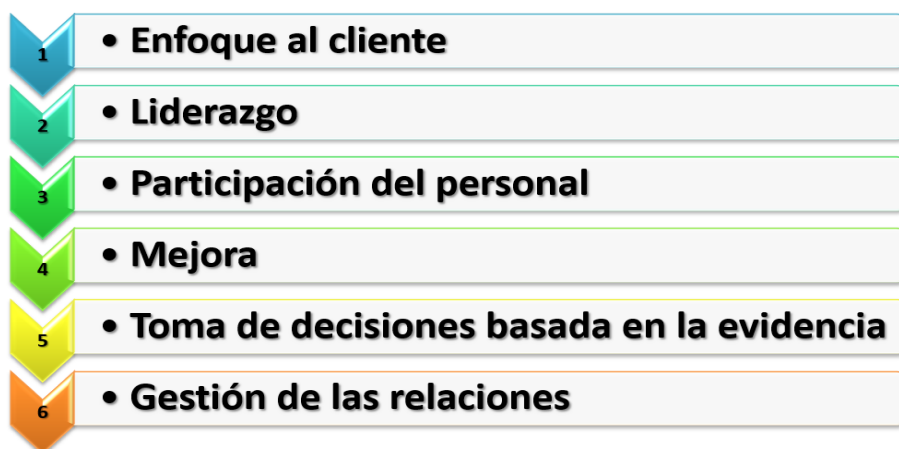 1 • Enfoque al cliente
2 • Liderazgo
3 • Participación del personal
4 • Mejora
5 • Toma de decisiones basada en la evidencia
6 • Gestión de las relaciones